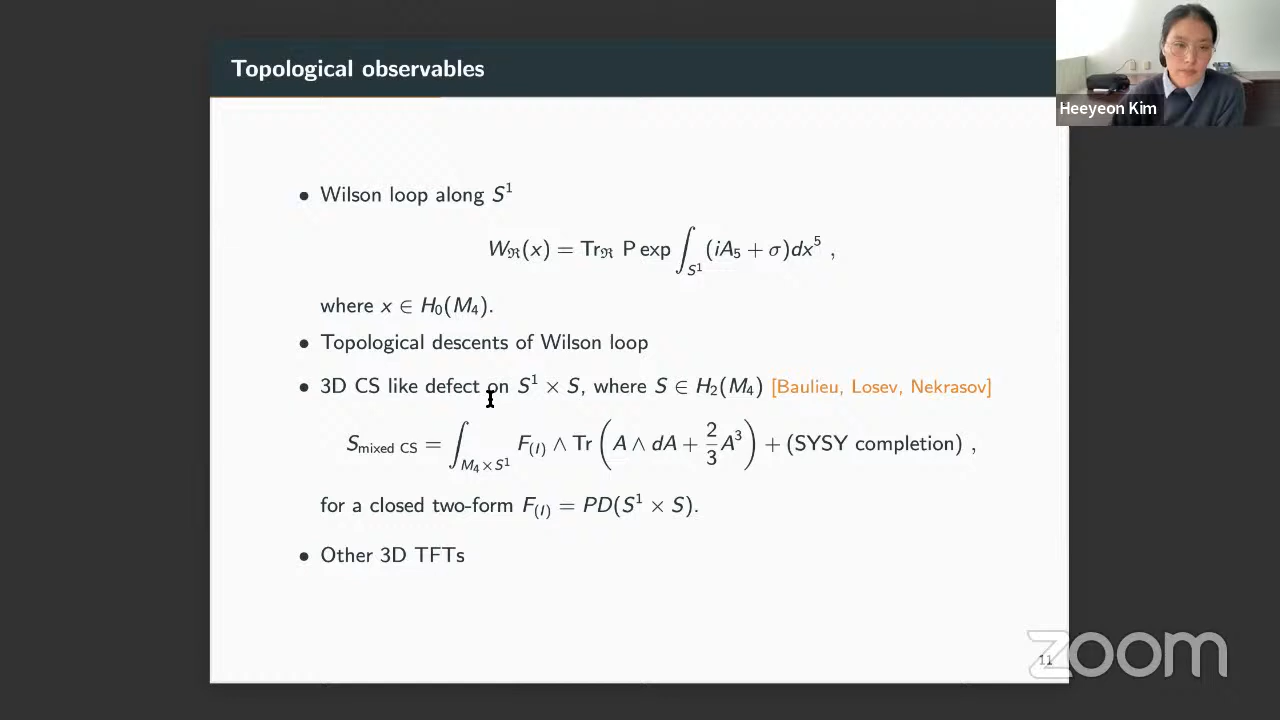 Topological observables
Heeyeon Kim
• Wilson loop along S¹
W_ℜ(x) = Tr_ℜ P exp ∫_{S¹} (iA₅ + σ)dx⁵ ,
where x ∈ H₀(M₄).
• Topological descents of Wilson loop
• 3D CS like defect on S¹ × S, where S ∈ H₂(M₄) [Baulieu, Losev, Nekrasov]
S_{mixed CS} = ∫_{M₄×S¹} F_{(I)} ∧ Tr (A ∧ dA + 2/3 A³) + (SYSY completion) ,
for a closed two-form F_{(I)} = PD(S¹ × S).
• Other 3D TFTs
11
zoom